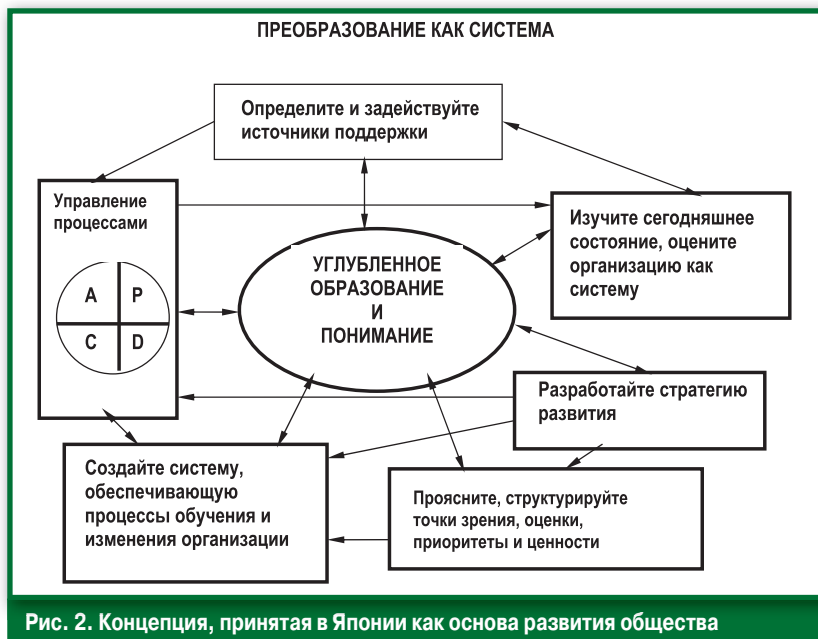 ПРЕОБРАЗОВАНИЕ КАК СИСТЕМА
Определите и задействуйте
источники поддержки
Управление
процессами
A P
C D
УГЛУБЛЕННОЕ
ОБРАЗОВАНИЕ
И
ПОНИМАНИЕ
Изучите сегодняшнее
состояние, оцените
организацию как
систему
Разработайте стратегию
развития
Создайте систему,
обеспечивающую
процессы обучения и
изменения организации
Проясните, структурируйте
точки зрения, оценки,
приоритеты и ценности
Рис. 2. Концепция, принятая в Японии как основа развития общества